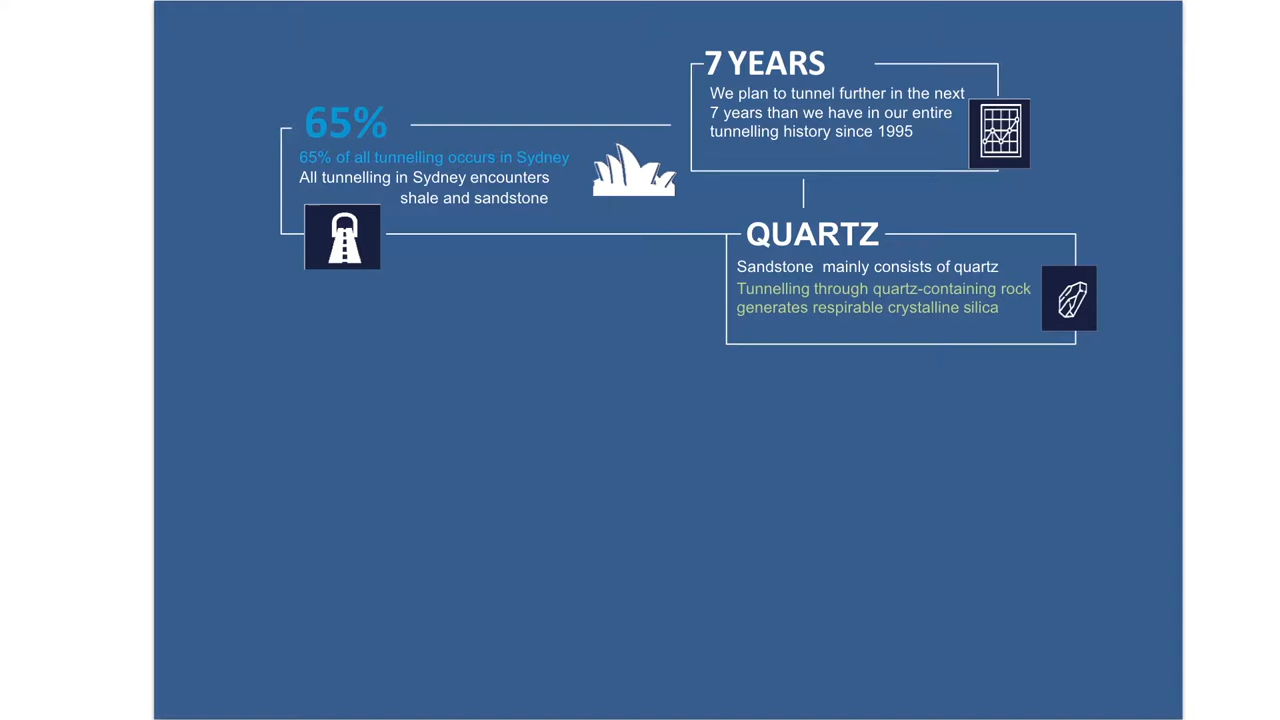 7 YEARS
We plan to tunnel further in the next
7 years than we have in our entire
tunnelling history since 1995
65%
65% of all tunnelling occurs in Sydney
All tunnelling in Sydney encounters
shale and sandstone
QUARTZ
Sandstone mainly consists of quartz
Tunnelling through quartz-containing rock
generates respirable crystalline silica